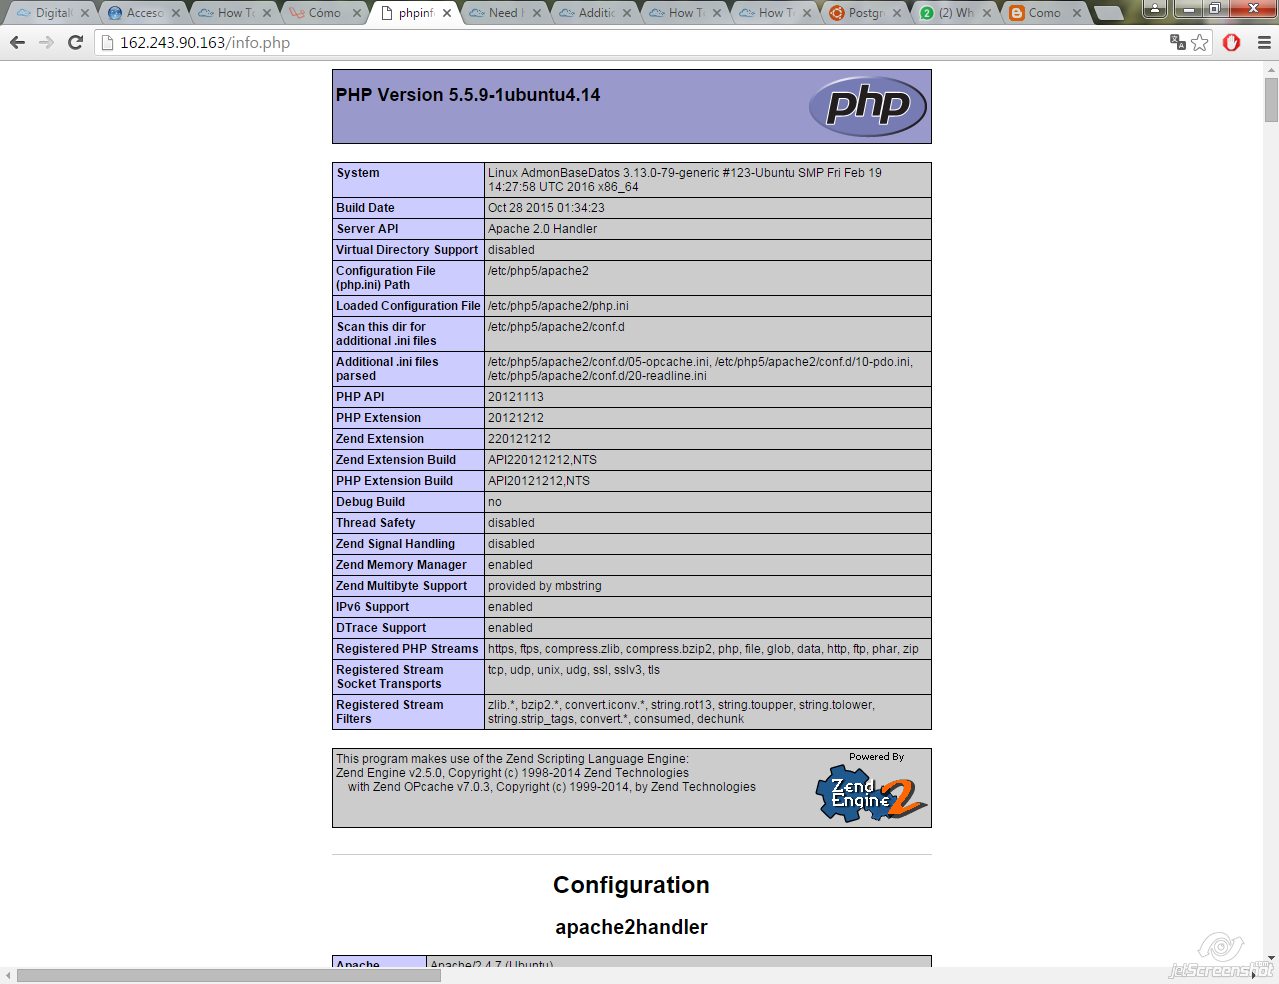 Digital
Acceso
How To
Cómo
phpinfo
Need
Additio
How To
How To
Postgr
(2) Wh
Como
162.243.90.163/info.php
PHP Version 5.5.9-1ubuntu4.14
php
System
Linux AdmonBaseDatos 3.13.0-79-generic #123-Ubuntu SMP Fri Feb 19
14:27:58 UTC 2016 x86_64
Build Date
Oct 28 2015 01:34:23
Server API
Apache 2.0 Handler
Virtual Directory Support
disabled
Configuration File
(php.ini) Path
/etc/php5/apache2
Loaded Configuration File
/etc/php5/apache2/php.ini
Scan this dir for
additional .ini files
/etc/php5/apache2/conf.d
Additional .ini files
parsed
/etc/php5/apache2/conf.d/05-opcache.ini, /etc/php5/apache2/conf.d/10-pdo.ini,
/etc/php5/apache2/conf.d/20-readline.ini
PHP API
20121113
PHP Extension
20121212
Zend Extension
220121212
Zend Extension Build
API220121212,NTS
PHP Extension Build
API20121212,NTS
Debug Build
no
Thread Safety
disabled
Zend Signal Handling
disabled
Zend Memory Manager
enabled
Zend Multibyte Support
provided by mbstring
IPv6 Support
enabled
DTrace Support
enabled
Registered PHP Streams
https, ftps, compress.zlib, compress.bzip2, php, file, glob, data, http, ftp, phar, zip
Registered Stream
Socket Transports
tcp, udp, unix, udg, ssl, sslv3, tls
Registered Stream
Filters
zlib.*, bzip2.*, convert.iconv.*, string.rot13, string.toupper, string.tolower,
string.strip_tags, convert.*, consumed, dechunk
This program makes use of the Zend Scripting Language Engine:
Zend Engine v2.5.0, Copyright (c) 1998-2014 Zend Technologies
with Zend OPcache v7.0.3, Copyright (c) 1999-2014, by Zend Technologies
Powered By
Zend
Engine 2
Configuration
apache2handler
Apache
Apache/2.4.7 (Ubuntu)
jetScreenshot